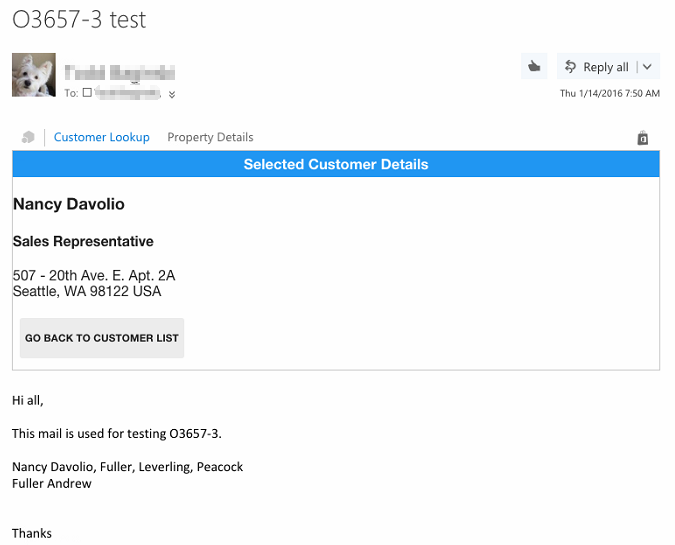 O3657-3 test
To:
Reply all
Thu 1/14/2016 7:50 AM
Customer Lookup Property Details
Selected Customer Details
Nancy Davolio
Sales Representative
507 - 20th Ave. E. Apt. 2A
Seattle, WA 98122 USA
GO BACK TO CUSTOMER LIST
Hi all,
This mail is used for testing O3657-3.
Nancy Davolio, Fuller, Leverling, Peacock
Fuller Andrew
Thanks